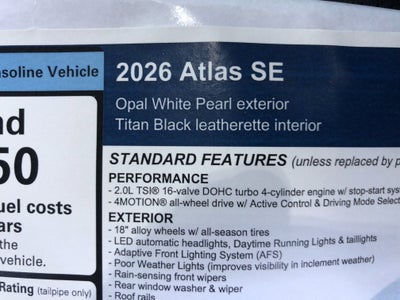 asoline Vehicle
2026 Atlas SE
Opal White Pearl exterior
Titan Black leatherette interior
nd
50
uel costs
ars
the
vehicle.
Rating (tailpipe only)
STANDARD FEATURES (unless replaced by p
PERFORMANCE
- 2.0L TSI® 16-valve DOHC turbo 4-cylinder engine w/ stop-start sys
- 4MOTION® all-wheel drive w/ Active Control & Driving Mode Select
EXTERIOR
- 18" alloy wheels w/ all-season tires
- LED automatic headlights, Daytime Running Lights & taillights
- Adaptive Front Lighting System (AFS)
- Poor Weather Lights (improves visibility in inclement weather)
- Rain-sensing front wipers
- Rear window washer & wiper
- Roof rails